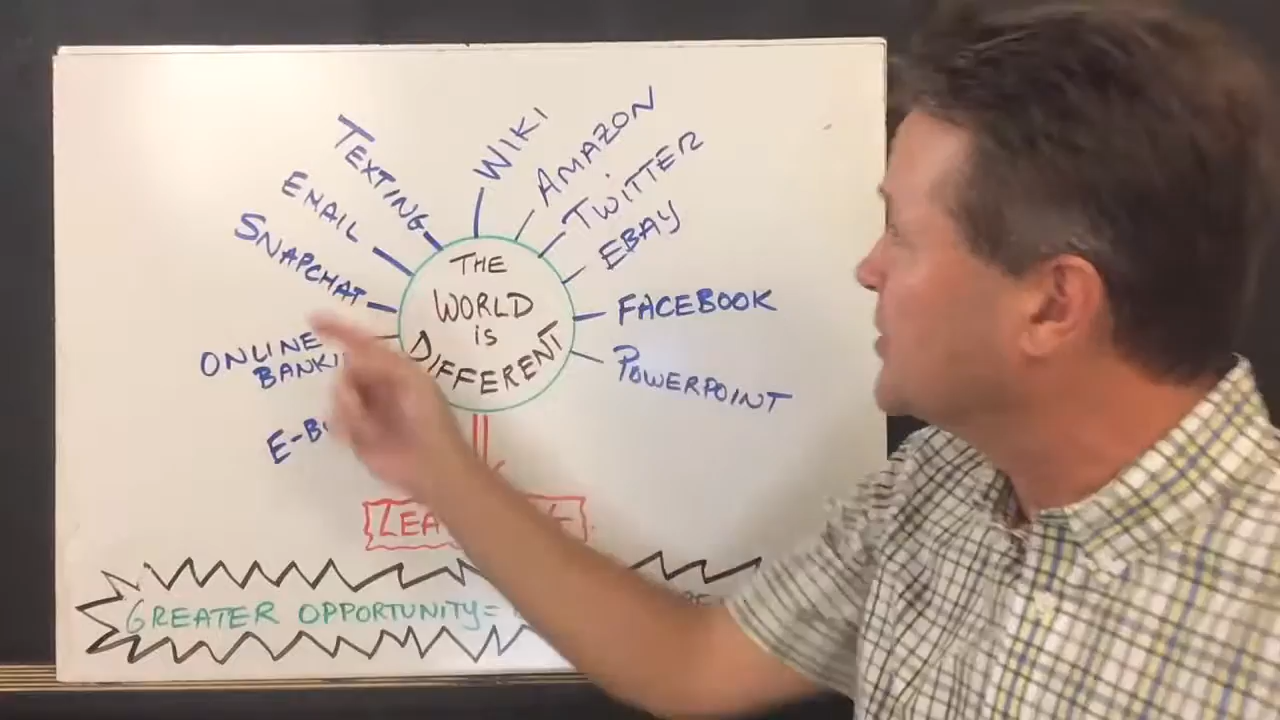 TEXTING
WIKI
AMAZON
TWITTER
EBAY
EMAIL
SNAPCHAT
FACEBOOK
POWERPOINT
ONLINE
THE
WORLD
is
DIFFERENT
GREATER OPPORTUNITY=